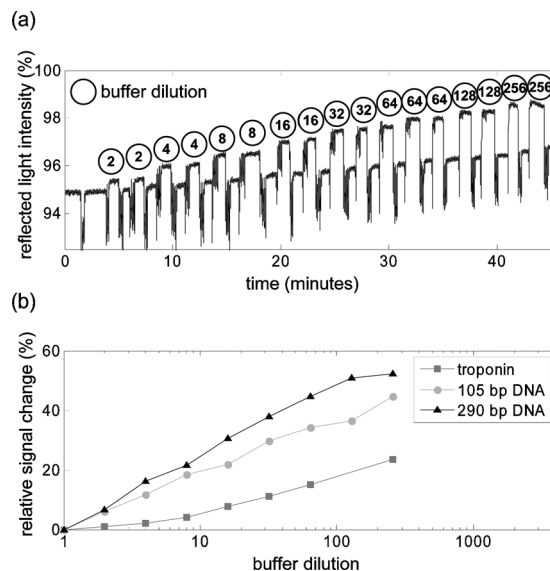 (a)
100
98
96
94
reflected light intensity (%)
buffer dilution
2 2 4 4 8 8 16 16 32 32 64 64 64 128 128 256 256
0 10 20 30 40
time (minutes)
(b)
60
40
20
0
relative signal change (%)
troponin
105 bp DNA
290 bp DNA
1 10 100 1000
buffer dilution